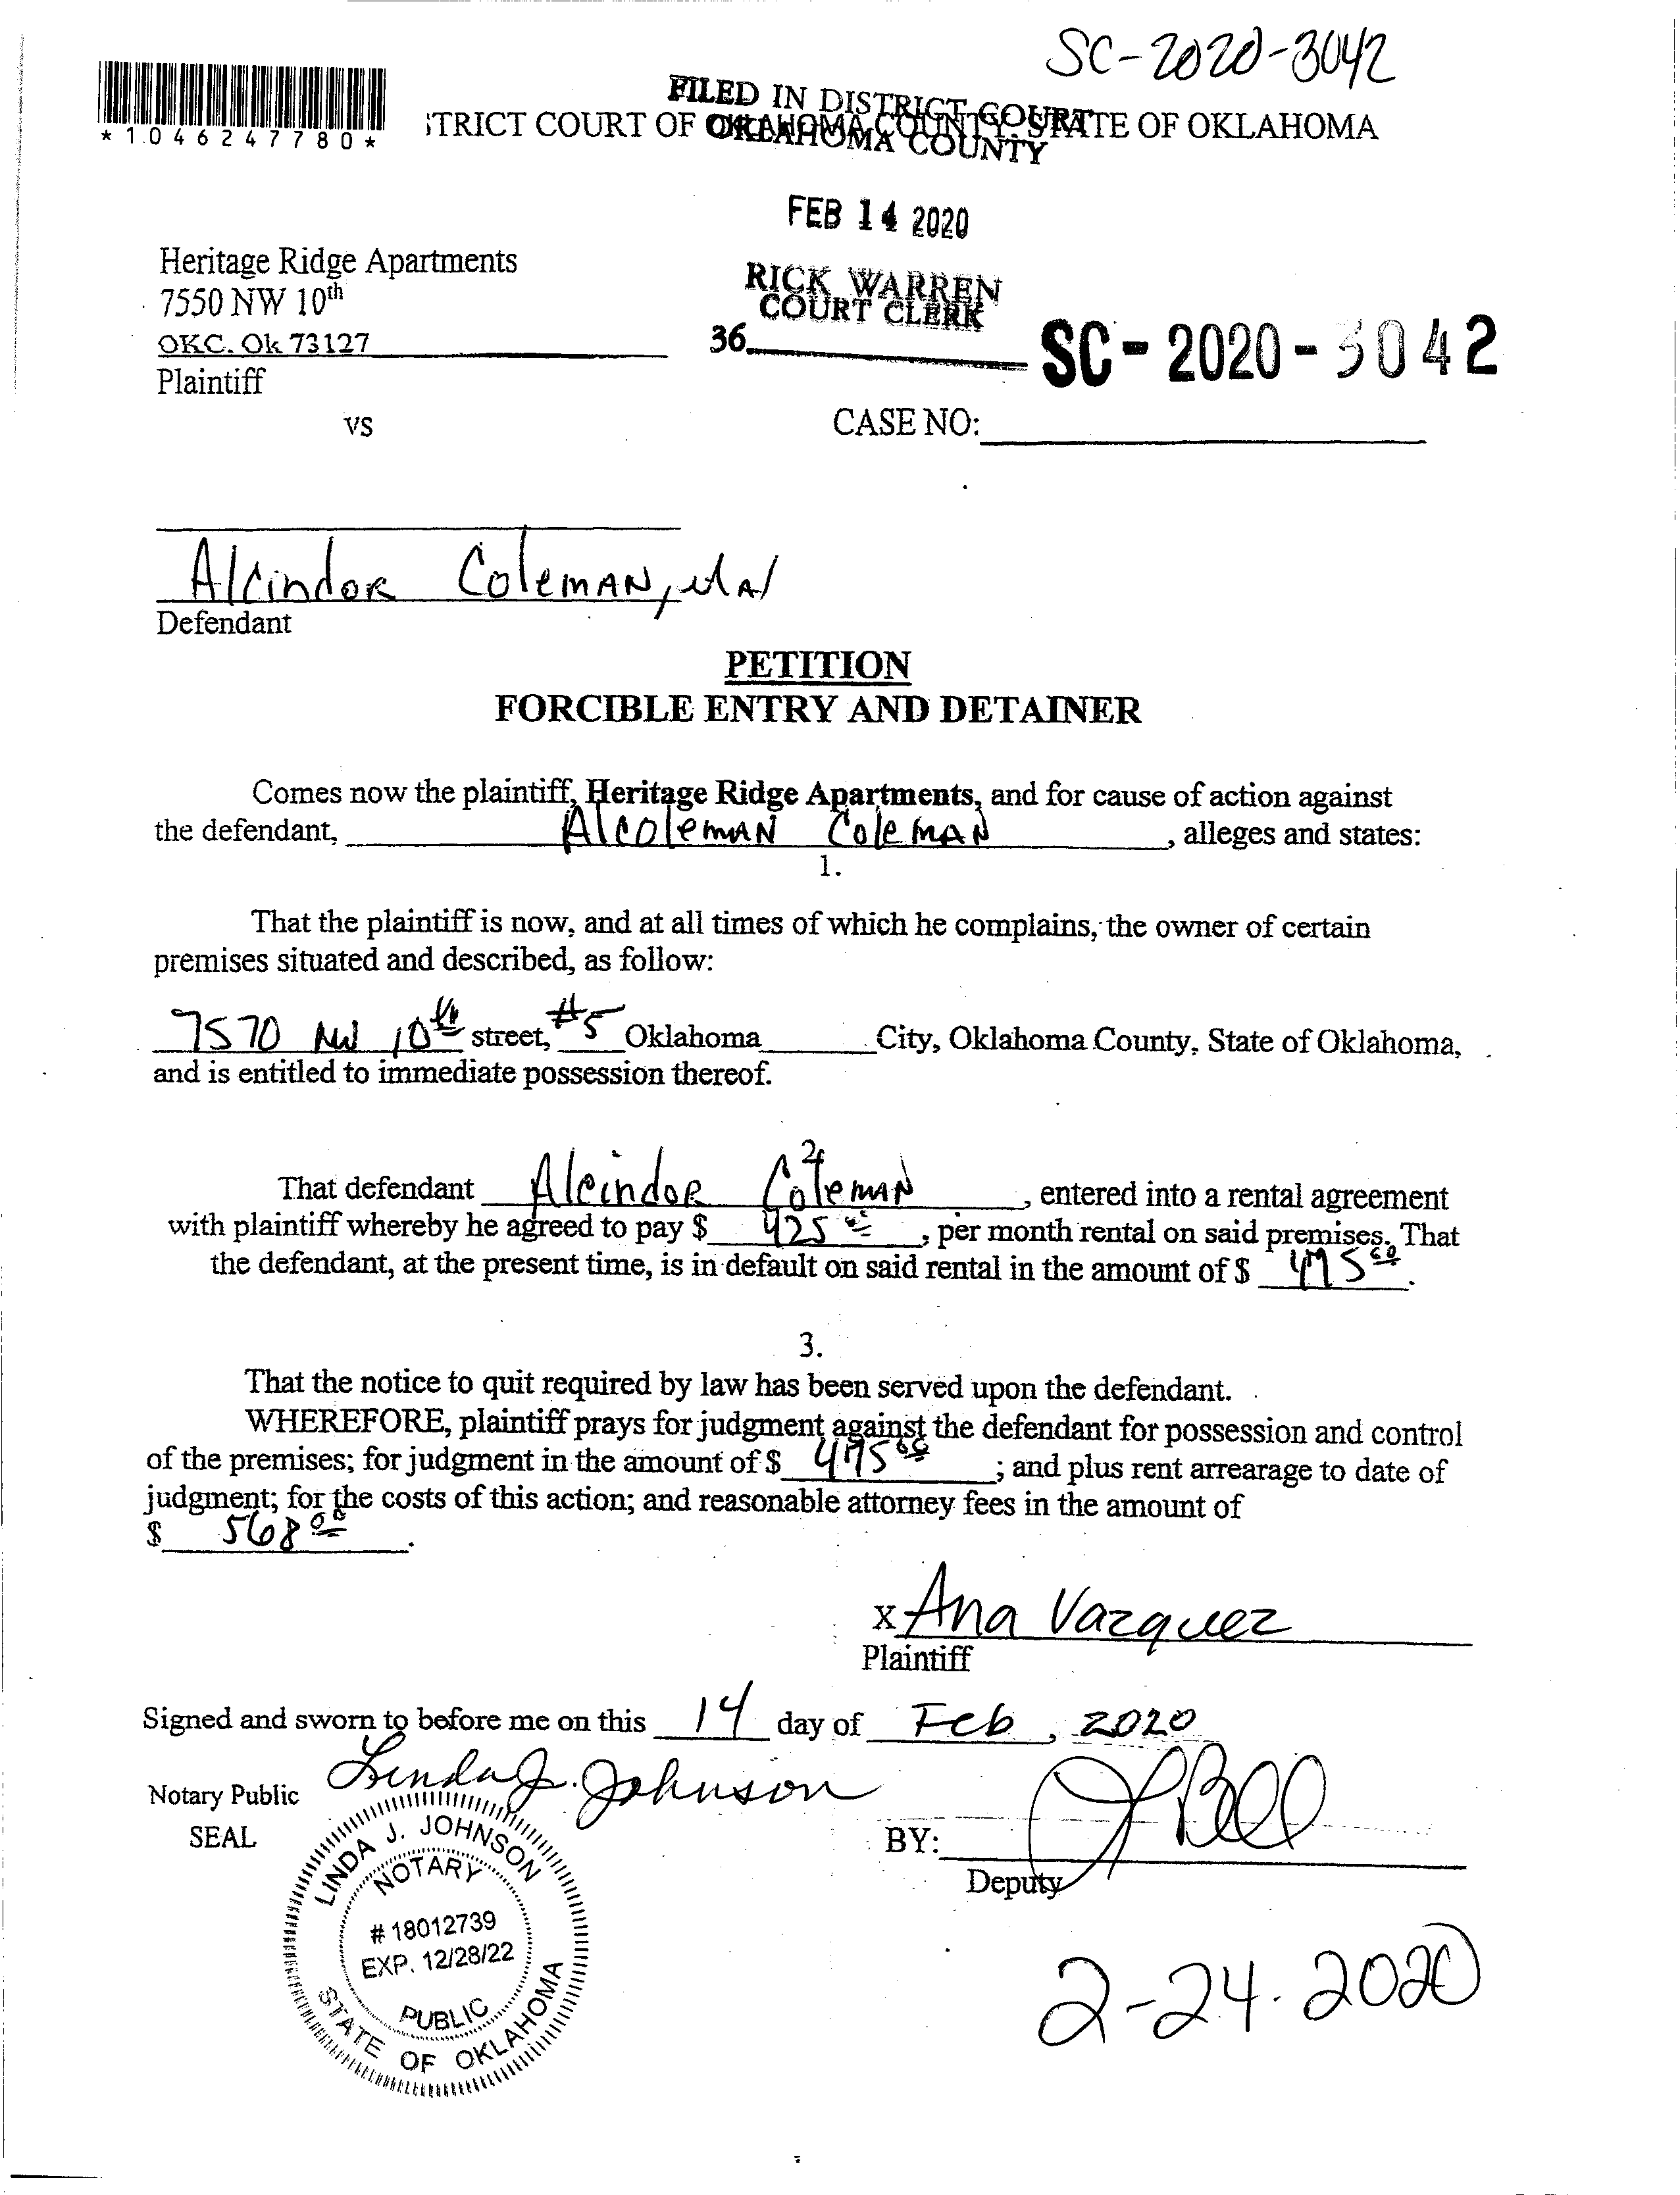 SC-2020-3042
*1046247780*
FILED IN DISTRICT COURT
OKLAHOMA COUNTY
TRICT COURT OF OKLAHOMA COUNTY, STATE OF OKLAHOMA
FEB 14 2020
RICK WARREN
COURT CLERK
36
Heritage Ridge Apartments
7550 NW 10th
OKC. Ok 73127
Plaintiff
SC-2020-3042
vs
CASE NO:
Alcindor Coleman,
Defendant
PETITION
FORCIBLE ENTRY AND DETAINER
Comes now the plaintiff, Heritage Ridge Apartments, and for cause of action against
the defendant, Alcoleman Coleman, alleges and states:
1.
That the plaintiff is now, and at all times of which he complains, the owner of certain
premises situated and described, as follow:
7570 NW 10th street, #5 Oklahoma City, Oklahoma County, State of Oklahoma,
and is entitled to immediate possession thereof.
2.
That defendant Alcindor Coleman, entered into a rental agreement
with plaintiff whereby he agreed to pay $ 425 00, per month rental on said premises. That
the defendant, at the present time, is in default on said rental in the amount of $ 475 00.
3.
That the notice to quit required by law has been served upon the defendant.
WHEREFORE, plaintiff prays for judgment against the defendant for possession and control
of the premises; for judgment in the amount of $ 475 00; and plus rent arrearage to date of
judgment; for the costs of this action; and reasonable attorney fees in the amount of
$ 568 00.
x Ana Vazquez
Plaintiff
Signed and sworn to before me on this 14 day of Feb, 2020
Notary Public Linda J. Johnson
SEAL
BY: J Bell
Deputy
LINDA J. JOHNSON
NOTARY
# 18012739
EXP. 12/28/22
PUBLIC
STATE OF OKLAHOMA
2-24-2020